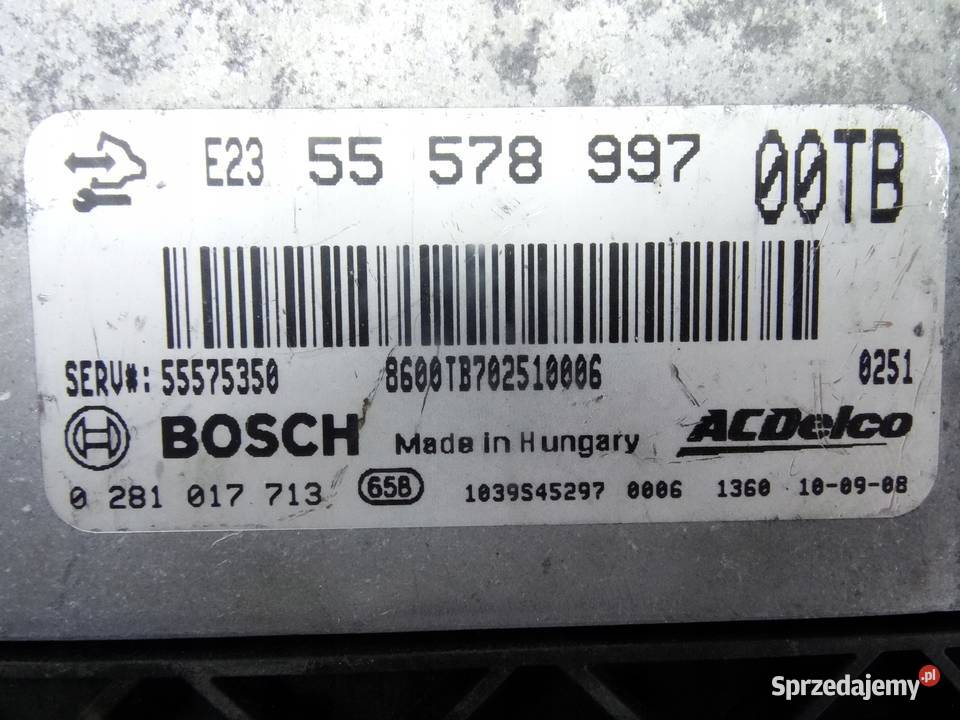 E23 55 578 997 00TB
SERV#: 55575350 8600TB702510006 0251
BOSCH Made in Hungary ACDelco
0 281 017 713 65B 1039S45297 0006 1360 10-09-08
Sprzedajemy.pl